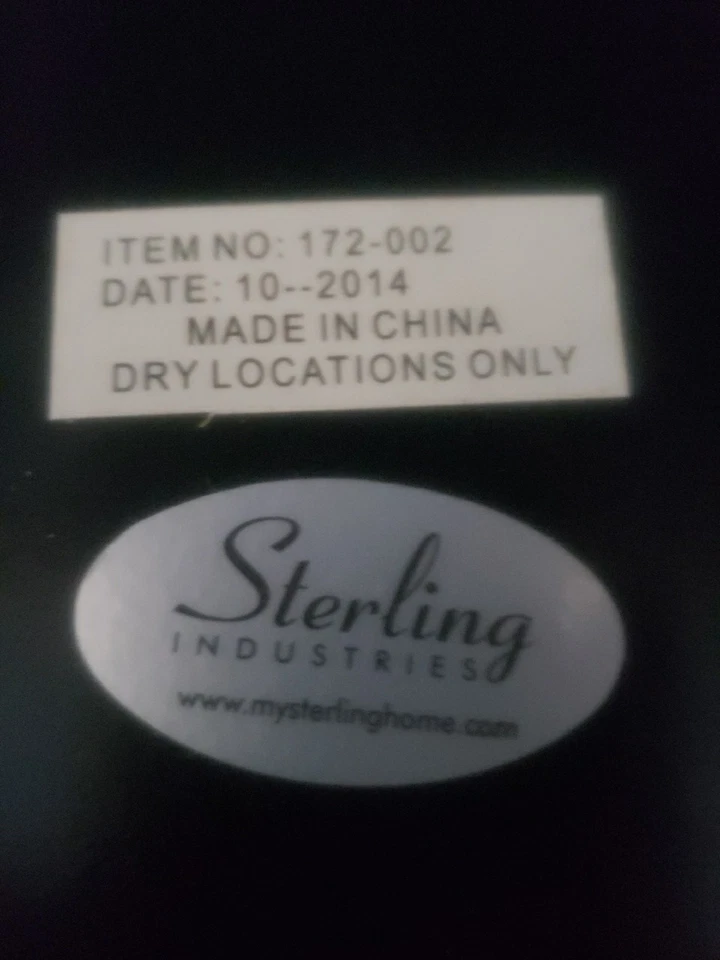 ITEM NO: 172-002
DATE: 10--2014
MADE IN CHINA
DRY LOCATIONS ONLY
Sterling
INDUSTRIES
www.mysterlinghome.com